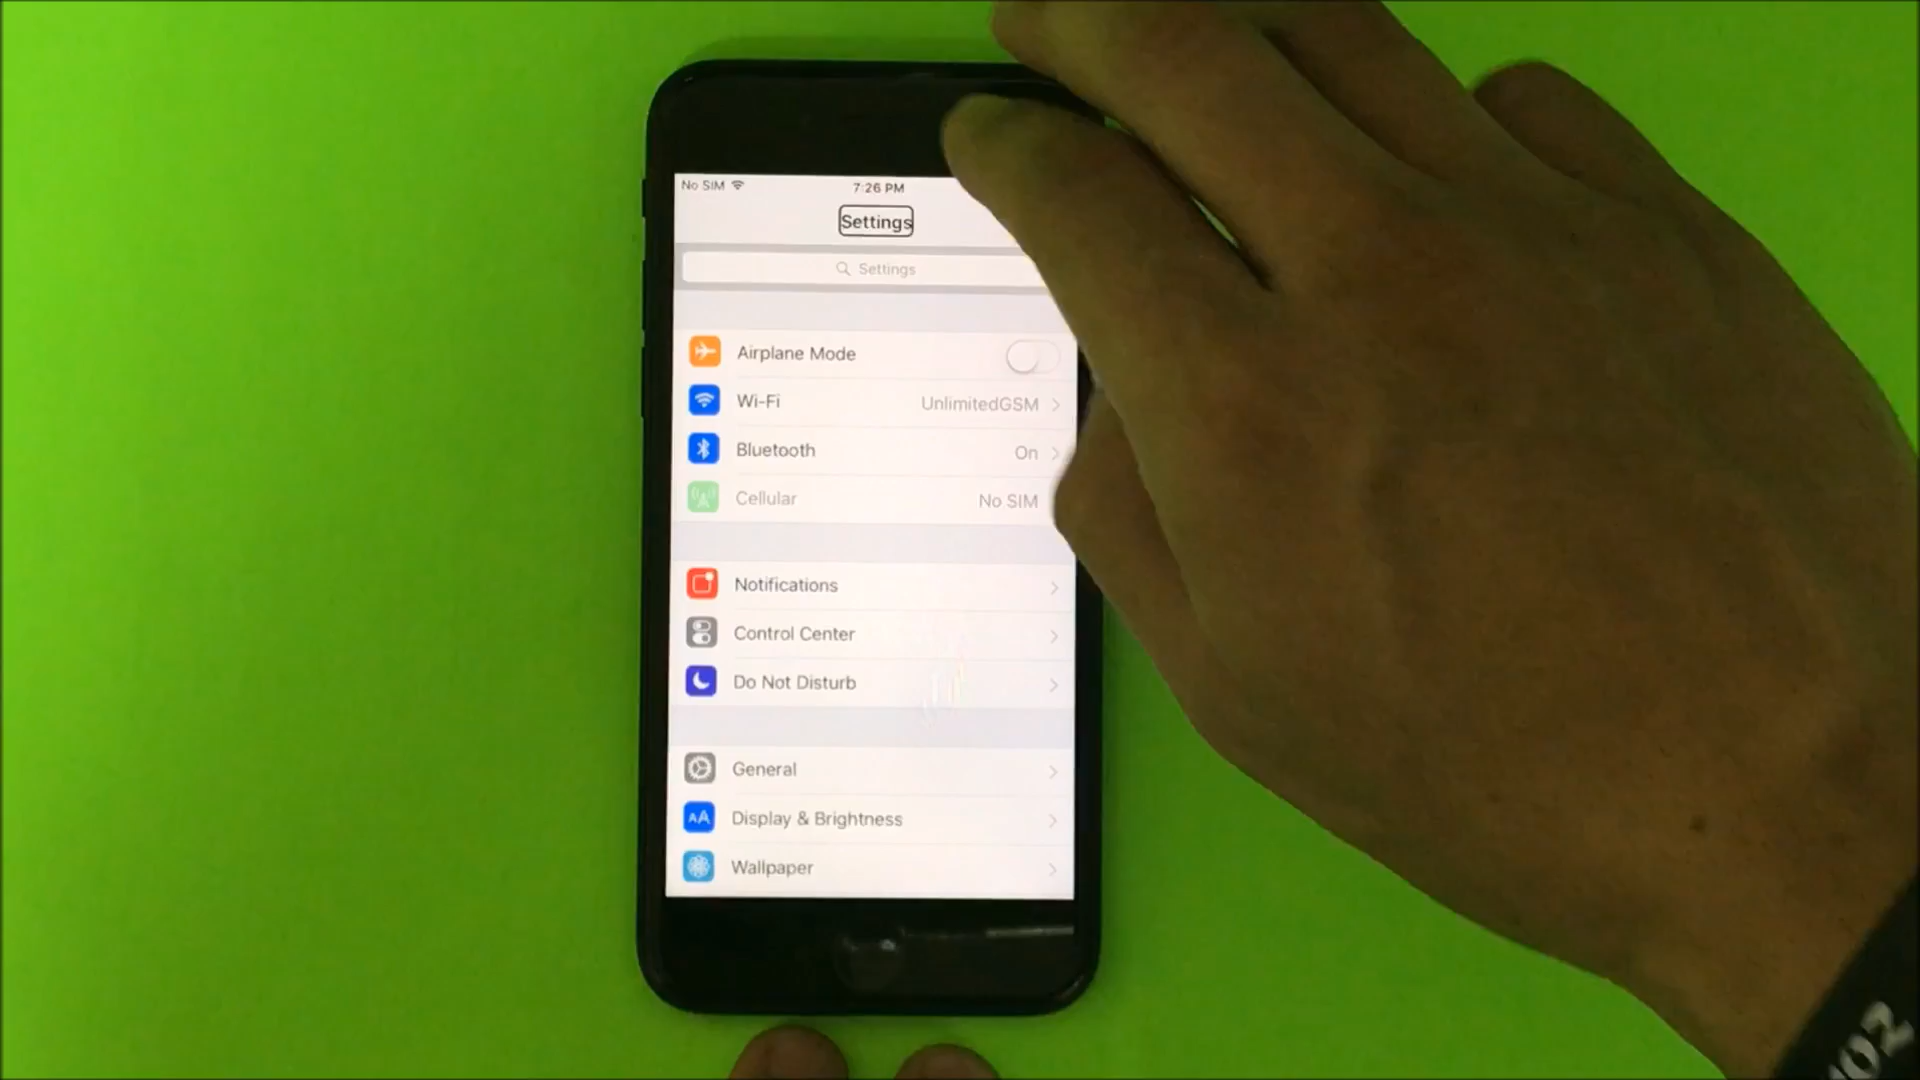 No SIM 7:26 PM
Settings
Settings
Airplane Mode
Wi-Fi UnlimitedGSM
Bluetooth On
Cellular No SIM
Notifications
Control Center
Do Not Disturb
General
AA Display & Brightness
Wallpaper